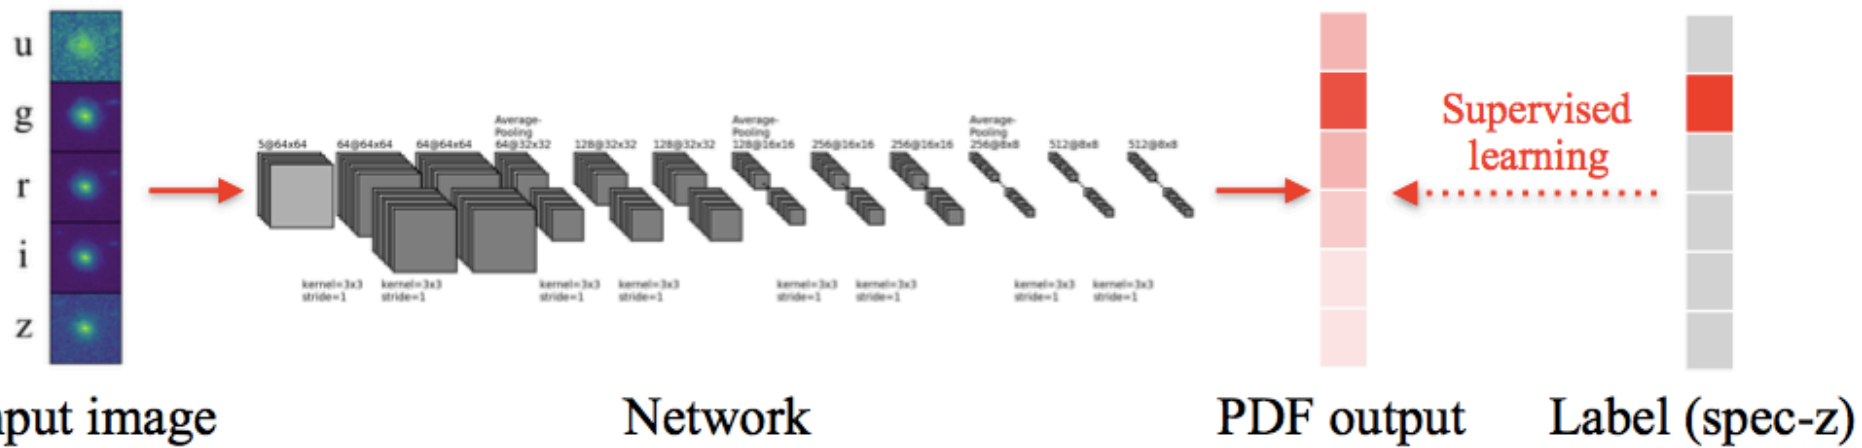 u
g
r
i
z
5@64x64
64@64x64
64@64x64
Average-
Pooling
64@32x32
128@32x32
128@32x32
Average-
Pooling
128@16x16
256@16x16
256@16x16
Average-
Pooling
256@8x8
512@8x8
512@8x8
kernel=3x3
stride=1
kernel=3x3
stride=1
kernel=3x3
stride=1
kernel=3x3
stride=1
kernel=3x3
stride=1
kernel=3x3
stride=1
kernel=3x3
stride=1
kernel=3x3
stride=1
Supervised
learning
nput image
Network
PDF output
Label (spec-z)